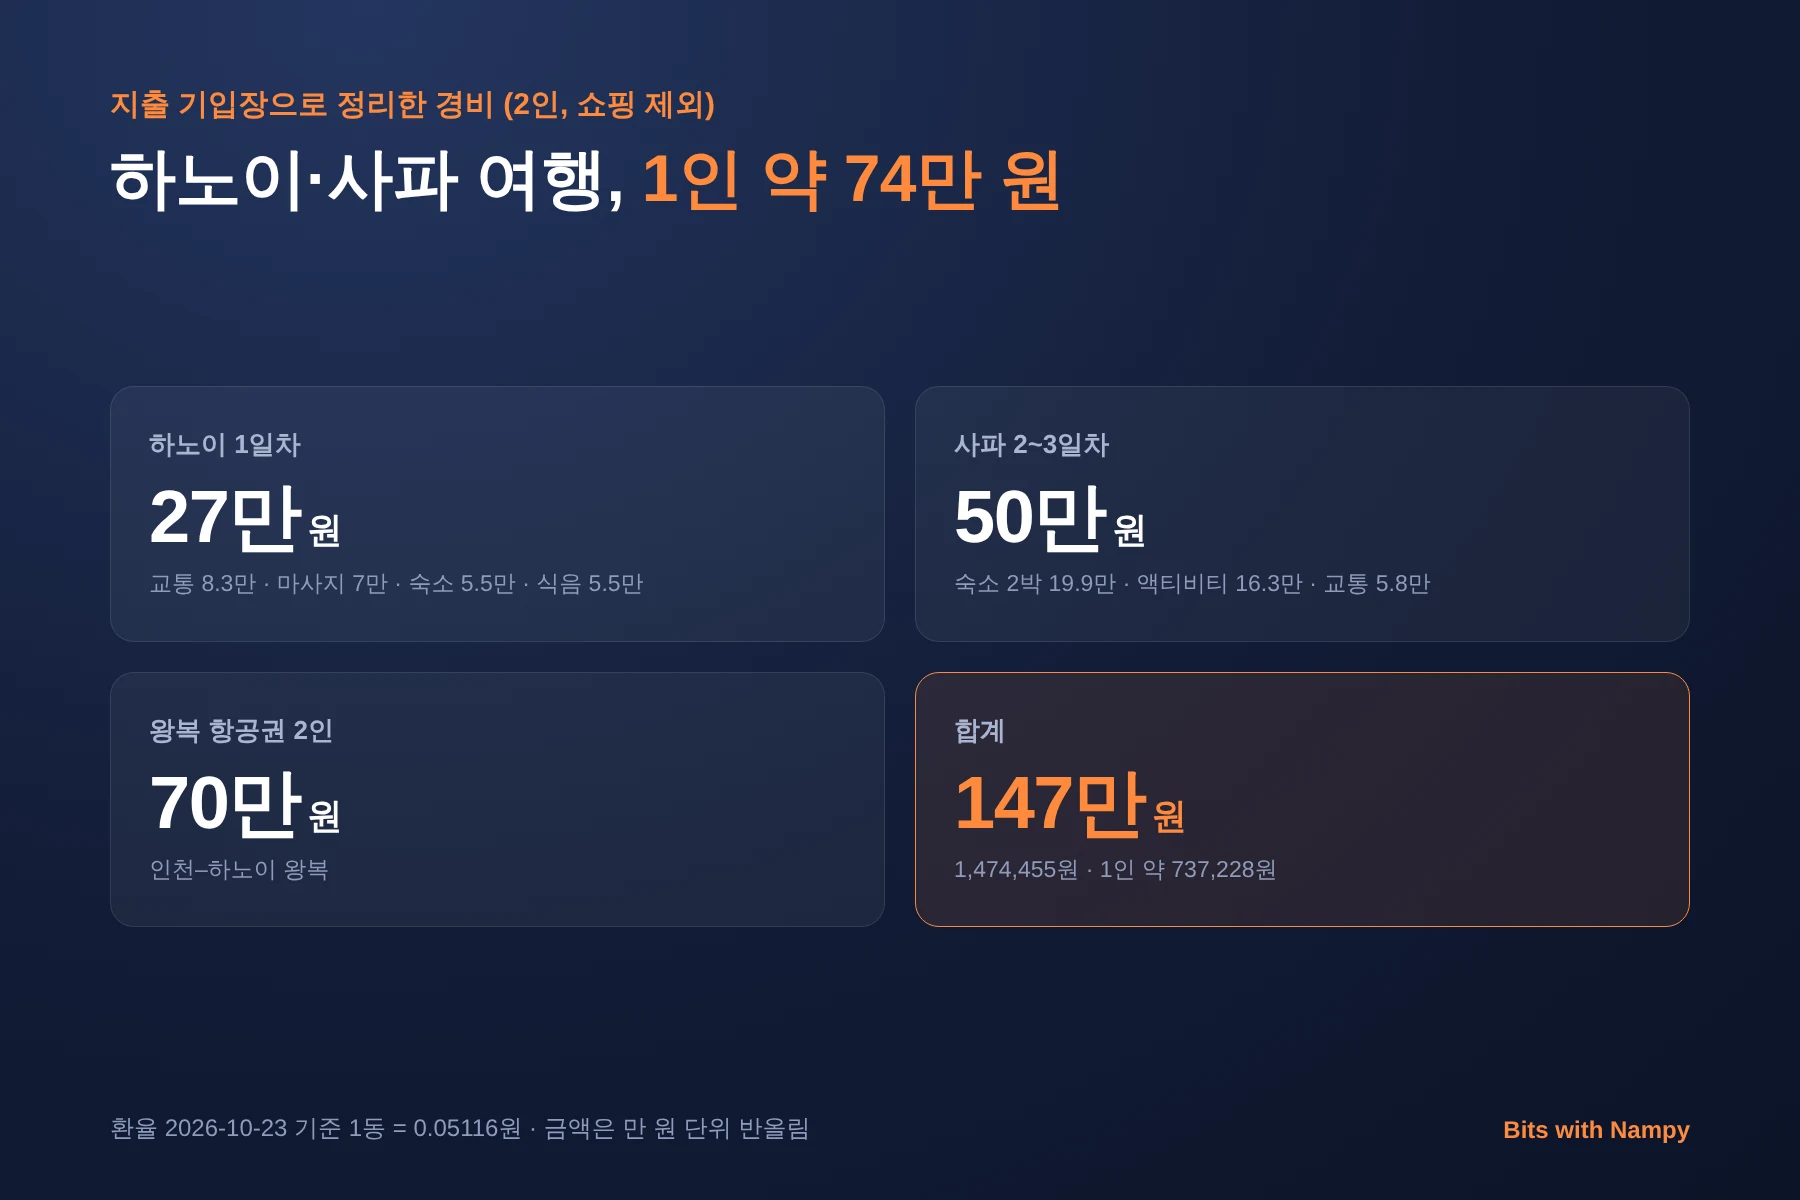 지출 기입장으로 정리한 경비 (2인, 쇼핑 제외)
하노이·사파 여행, 1인 약 74만 원
하노이 1일차
27만 원
교통 8.3만 · 마사지 7만 · 숙소 5.5만 · 식음 5.5만
사파 2~3일차
50만 원
숙소 2박 19.9만 · 액티비티 16.3만 · 교통 5.8만
왕복 항공권 2인
70만 원
인천–하노이 왕복
합계
147만 원
1,474,455원 · 1인 약 737,228원
환율 2026-10-23 기준 1동 = 0.05116원 · 금액은 만 원 단위 반올림
Bits with Nampy